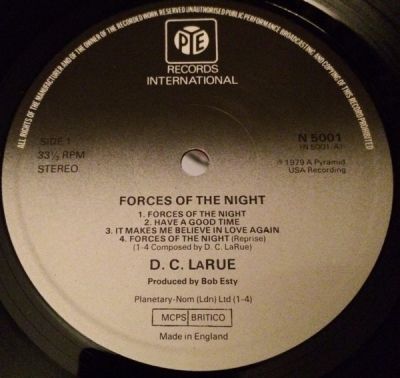 ALL RIGHTS OF THE MANUFACTURER AND OF THE OWNER OF THE RECORDED WORK RESERVED UNAUTHORISED PUBLIC PERFORMANCE BROADCASTING AND COPYING OF THIS RECORD PROHIBITED
PYE
RECORDS
INTERNATIONAL
SIDE 1
33⅓ RPM
STEREO
N 5001
(N 5001 A)
℗ 1979 A Pyramid
USA Recording
FORCES OF THE NIGHT
1. FORCES OF THE NIGHT
2. HAVE A GOOD TIME
3. IT MAKES ME BELIEVE IN LOVE AGAIN
4. FORCES OF THE NIGHT (Reprise)
(1-4 Composed by D. C. LaRue)
D. C. LaRUE
Produced by Bob Esty
Planetary-Nom (Ldn) Ltd (1-4)
MCPS BRITICO
Made in England